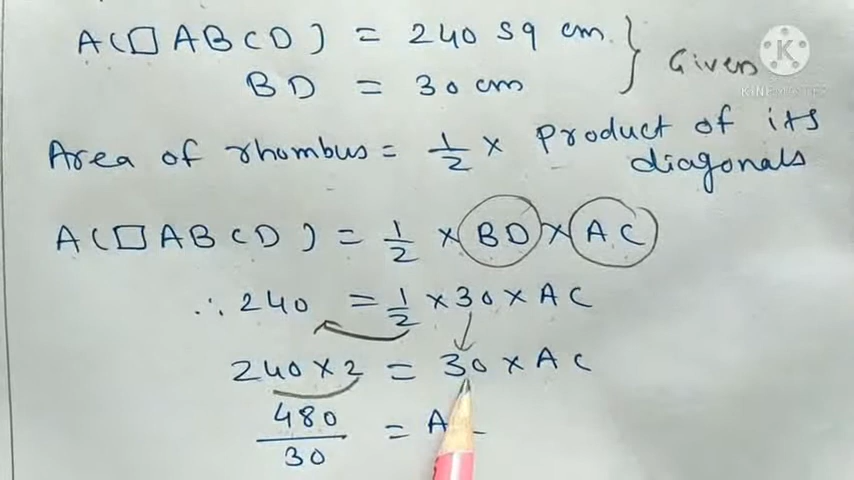 A(□ABCD) = 240 sq cm.
BD = 30 cm
} Given
Area of rhombus = 1/2 × Product of its
diagonals
A(□ABCD) = 1/2 × BD × AC
∴ 240 = 1/2 × 30 × AC
240 × 2 = 30 × AC
480/30 = A
K
KINEMASTER